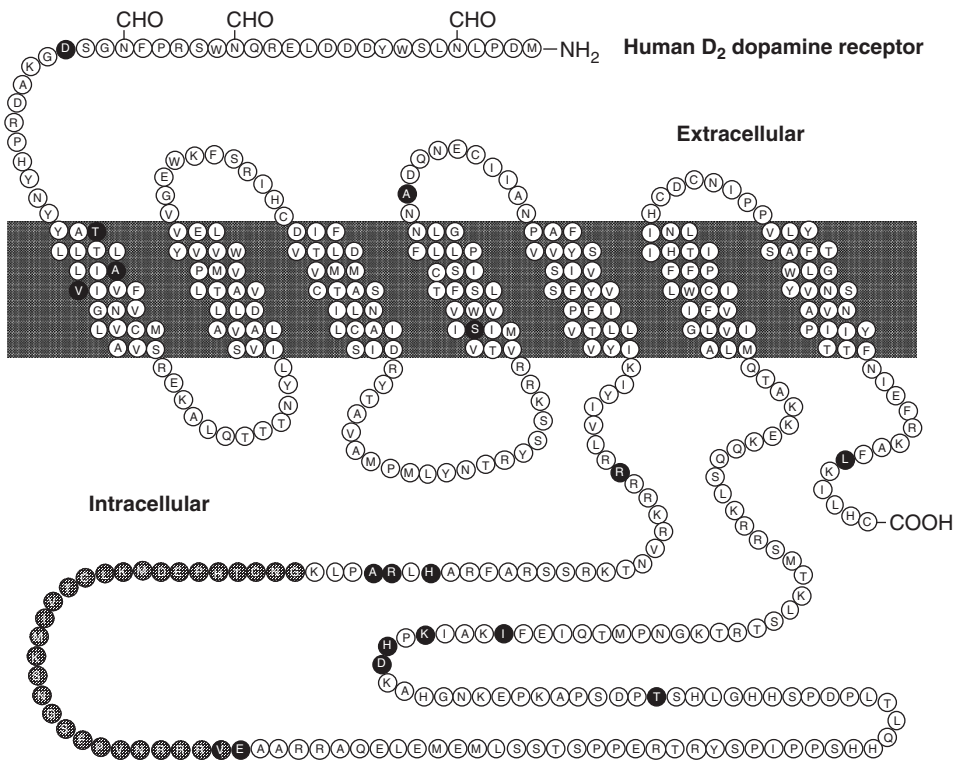 CHO CHO CHO
G D S G N F P R S W N Q R E L D D D Y W S L N L P D M –NH₂
Human D₂ dopamine receptor
K A D R P H Y N Y
Extracellular
V G E W K F S R I H C
N A D Q N E C I I A N
H C D C N I P P
Y A T V E L D I F N L G P A F I N L V L Y
L L T L Y V V W V T L D F L L P V V Y S I H T I S A F T
L I A P M V V M M C S I S I V F F P W L G
V I V F L T A V C T A S T F S L S F Y V L W C I Y V N S
G N V L L D I L N V W V P F I I F V A V N
L V C M A V A L L C A I I S I M V T L L G L V I P I I Y
A V S S V I S I D V T V V Y I A L M T T F
R E K A L Q T T T N Y L
R Y T A V A M P M L Y N T R Y S S K R R
K I Y I V L R R R R K R V N T K R S S R A F R A H L R A P L K G
Q T A K K E K Q Q S L K R R S M T K L S T R T K G N P M T Q I E F I K A I K P H D K A H G N K E P K A P S D P T S H L G H H S P D P L T L Q H H S P P I P S Y R T R E P P S T S S L M E M E L E Q A R R A A E V
N I E F R K A F L K I L H C –COOH
Intracellular